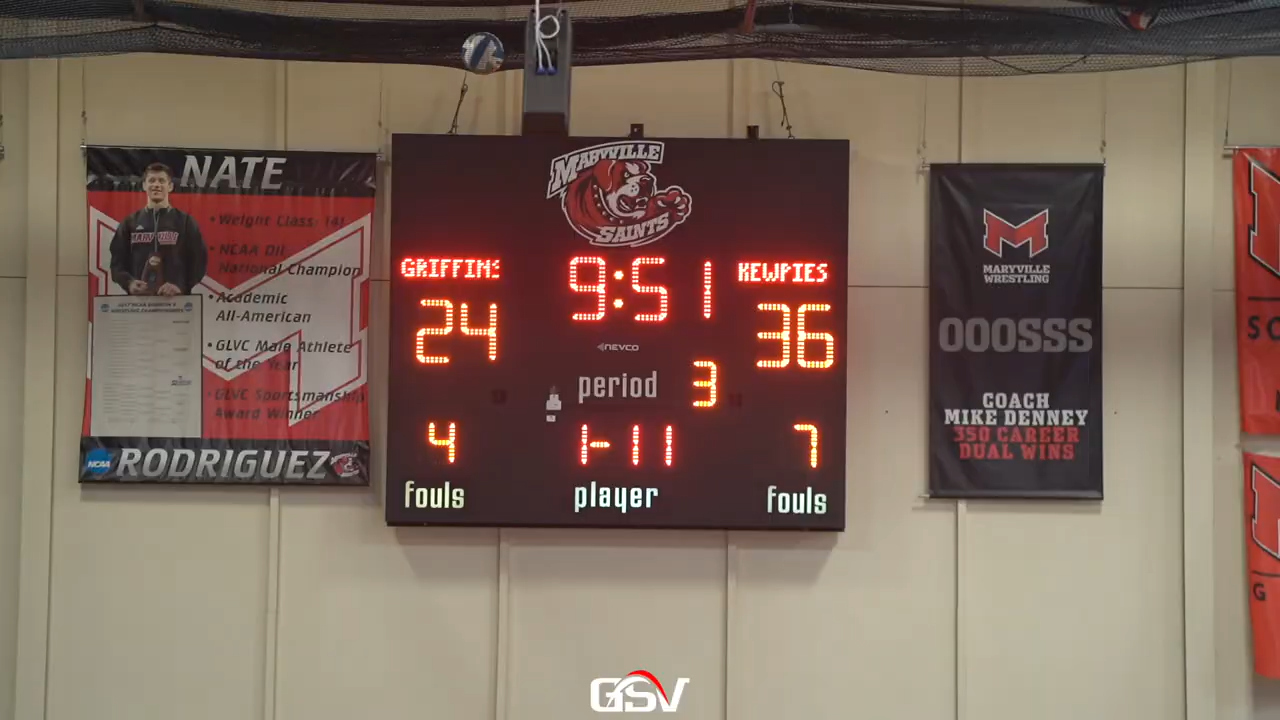 NATE
• Weight Class- 141
• NCAA DII
National Champion
• Academic
All-American
• GLVC Male Athlete
of the Year
• GLVC Sportsmanship
Award Winner
NCAA
RODRIGUEZ
MARYVILLE
SAINTS
GRIFFINS
9:51
KEWPIES
24
36
NEVCO
period
3
4
1-11
7
fouls
player
fouls
M
MARYVILLE
WRESTLING
OOOSSS
COACH
MIKE DENNEY
350 CAREER
DUAL WINS
SO
G
GSV